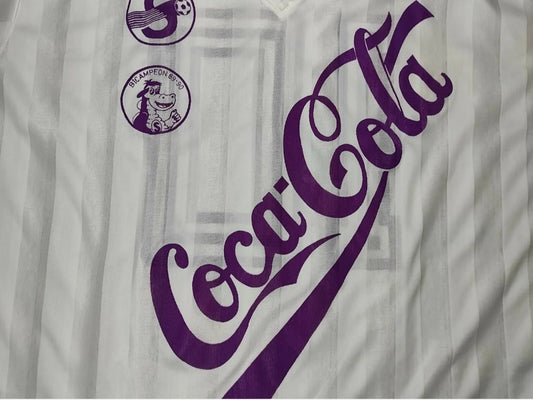 S
BICAMPEON 89-90
S
Coca-Cola